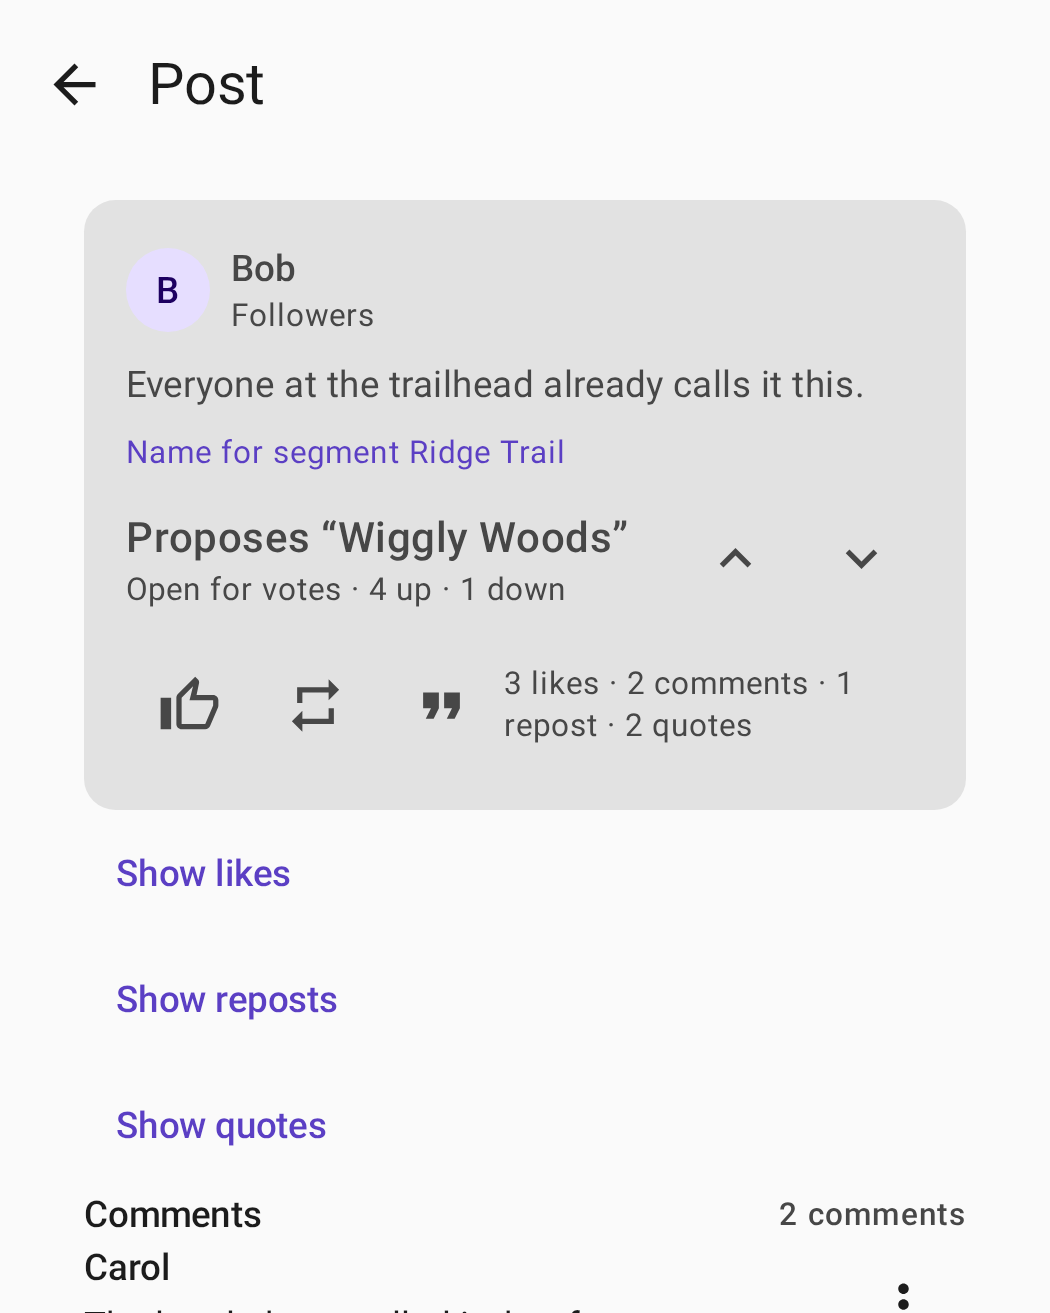 Post
B
Bob
Followers
Everyone at the trailhead already calls it this.
Name for segment Ridge Trail
Proposes “Wiggly Woods”
Open for votes · 4 up · 1 down
3 likes · 2 comments · 1
repost · 2 quotes
Show likes
Show reposts
Show quotes
Comments
2 comments
Carol